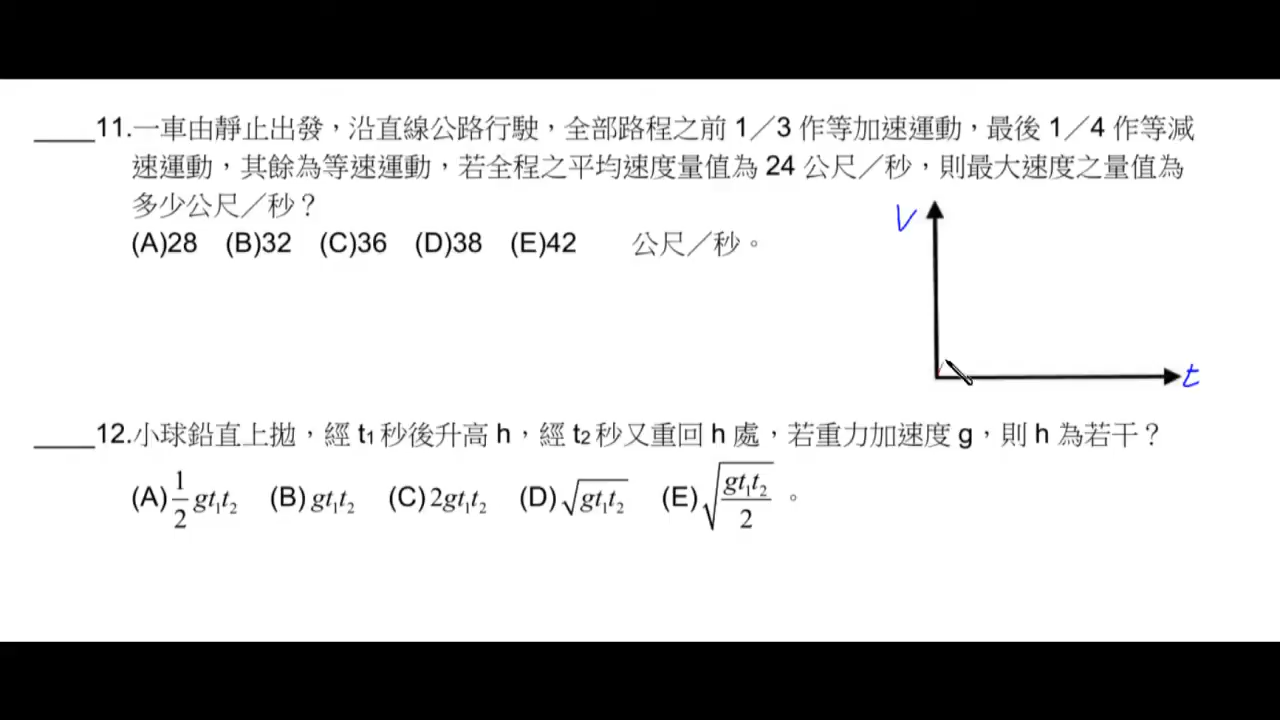 ____11.一車由靜止出發，沿直線公路行駛，全部路程之前 1／3 作等加速運動，最後 1／4 作等減
速運動，其餘為等速運動，若全程之平均速度量值為 24 公尺／秒，則最大速度之量值為
多少公尺／秒？
(A)28 (B)32 (C)36 (D)38 (E)42 公尺／秒。
V
t
____12.小球鉛直上拋，經 t₁ 秒後升高 h，經 t₂ 秒又重回 h 處，若重力加速度 g，則 h 為若干？
(A) \frac{1}{2}gt₁t₂ (B) gt₁t₂ (C) 2gt₁t₂ (D) \sqrt{gt₁t₂} (E) \sqrt{\frac{gt₁t₂}{2}} 。